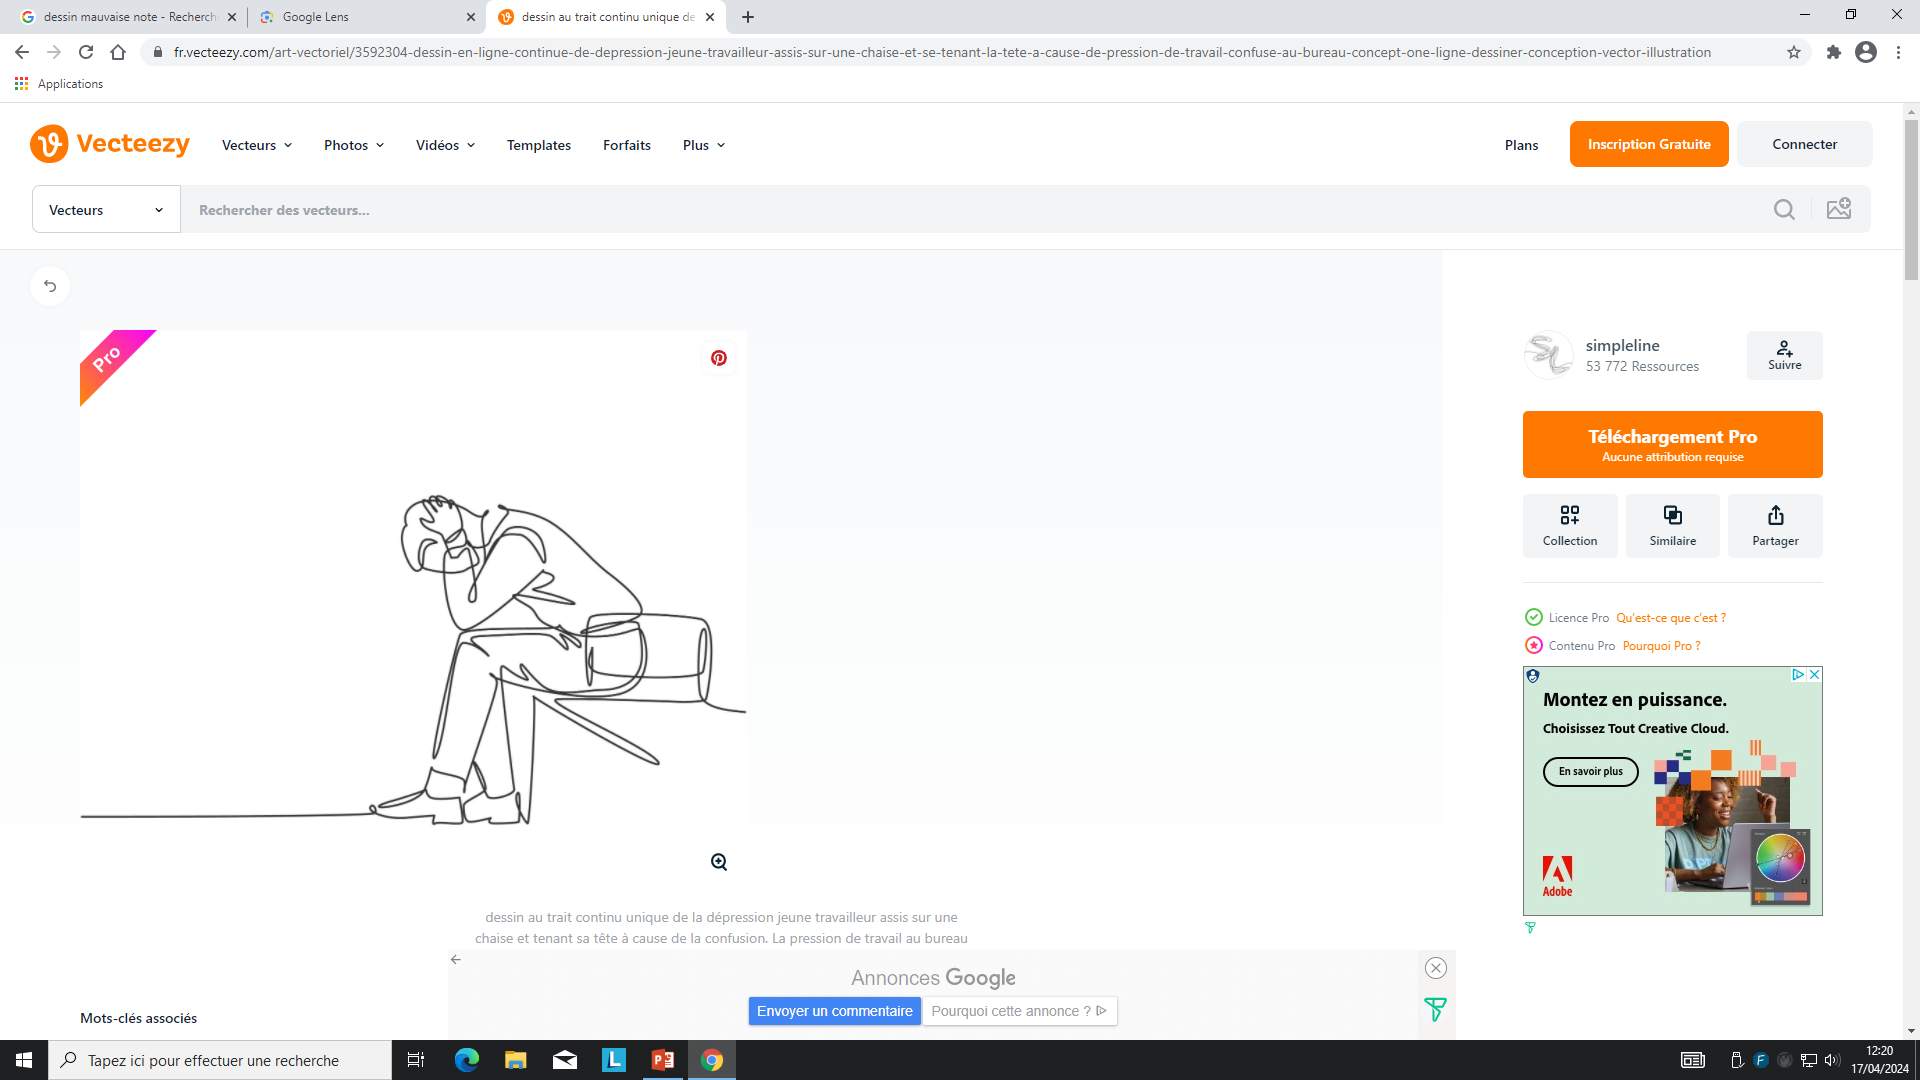 dessin mauvaise note - Recherch
Google Lens
dessin au trait continu unique de
fr.vecteezy.com/art-vectoriel/3592304-dessin-en-ligne-continue-de-depression-jeune-travailleur-assis-sur-une-chaise-et-se-tenant-la-tete-a-cause-de-pression-de-travail-confuse-au-bureau-concept-one-ligne-dessiner-conception-vector-illustration
Applications
Vecteezy
Vecteurs
Photos
Vidéos
Templates
Forfaits
Plus
Plans
Inscription Gratuite
Connecter
Vecteurs
Rechercher des vecteurs...
Pro
simpleline
53 772 Ressources
Suivre
Téléchargement Pro
Aucune attribution requise
Collection
Similaire
Partager
Licence Pro Qu'est-ce que c'est ?
Contenu Pro Pourquoi Pro ?
Montez en puissance.
Choisissez Tout Creative Cloud.
En savoir plus
Adobe
dessin au trait continu unique de la dépression jeune travailleur assis sur une
chaise et tenant sa tête à cause de la confusion. La pression de travail au bureau
Annonces Google
Envoyer un commentaire
Pourquoi cette annonce ?
Mots-clés associés
Tapez ici pour effectuer une recherche
12:20
17/04/2024